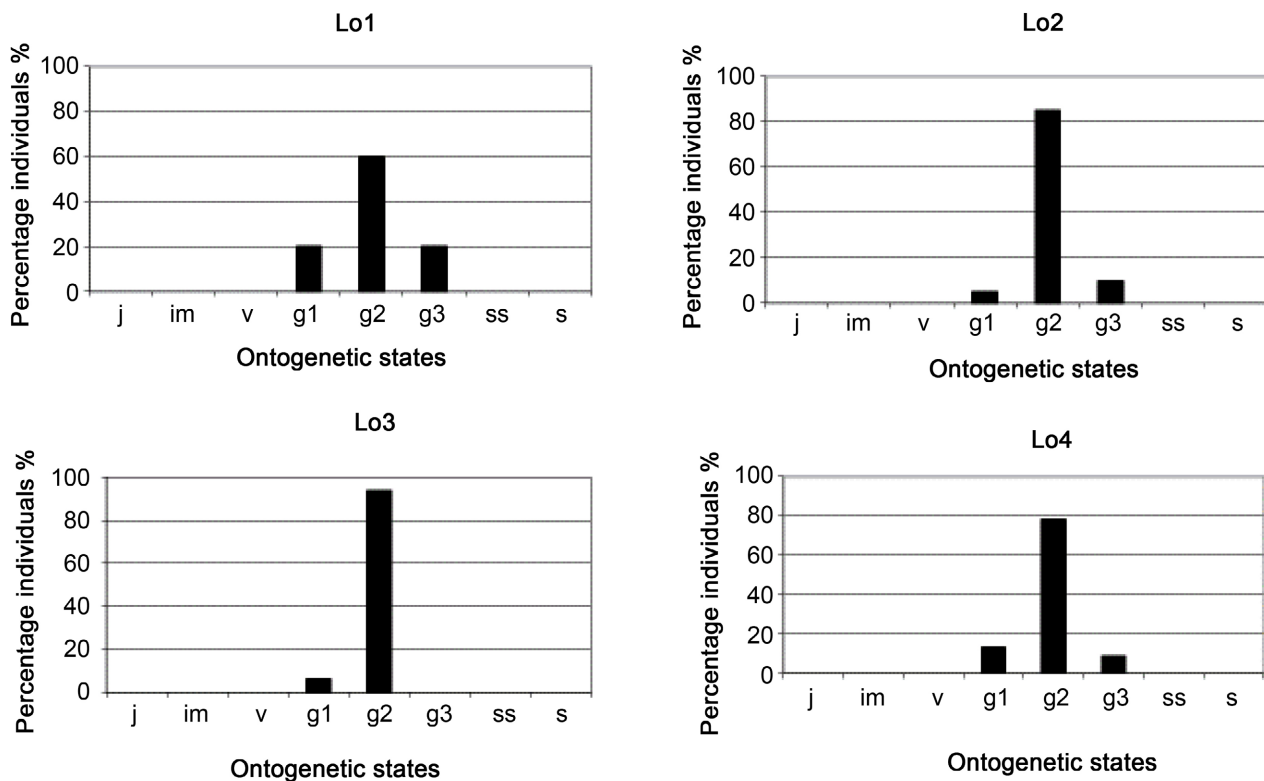 Lo1
Percentage individuals %
100
80
60
40
20
0
j im v g1 g2 g3 ss s
Ontogenetic states
Lo2
Percentage individuals %
100
80
60
40
20
0
j im v g1 g2 g3 ss s
Ontogenetic states
Lo3
Percentage individuals %
100
80
60
40
20
0
j im v g1 g2 g3 ss s
Ontogenetic states
Lo4
Percentage individuals %
100
80
60
40
20
0
j im v g1 g2 g3 ss s
Ontogenetic states